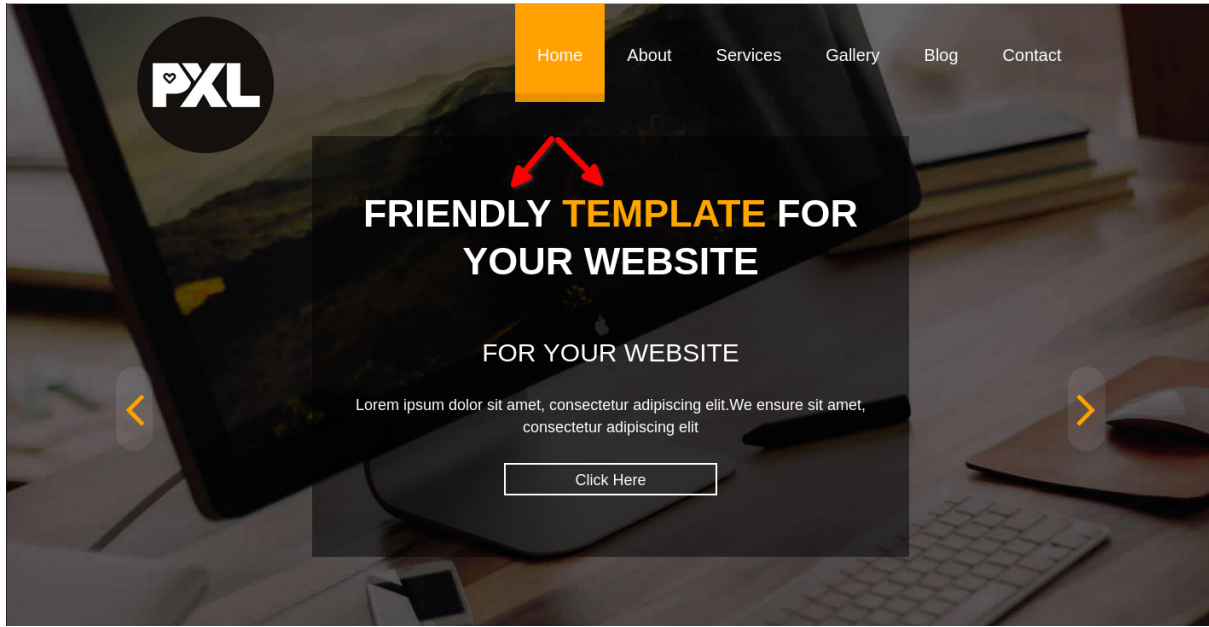 PXL
Home About Services Gallery Blog Contact
FRIENDLY TEMPLATE FOR
YOUR WEBSITE
FOR YOUR WEBSITE
Lorem ipsum dolor sit amet, consectetur adipiscing elit.We ensure sit amet,
consectetur adipiscing elit
Click Here